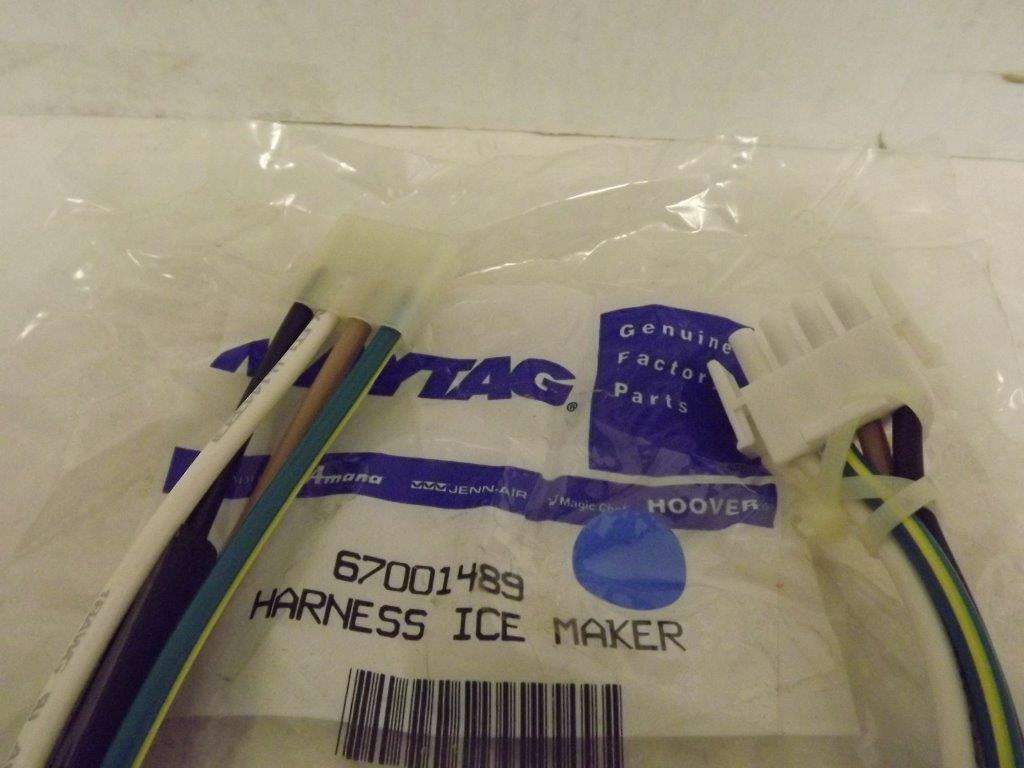 MAYTAG®
Genuine
Factory
Parts
Amana
JENN-AIR
Magic Chef
HOOVER
67001489
HARNESS ICE MAKER